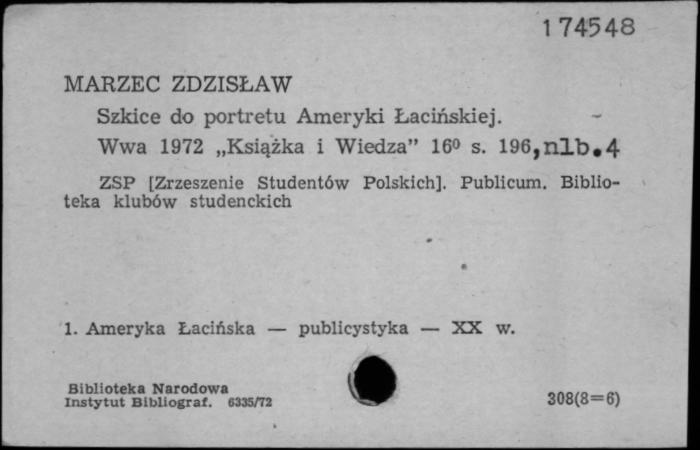 174548
MARZEC ZDZISŁAW
Szkice do portretu Ameryki Łacińskiej.
Wwa 1972 „Książka i Wiedza” 16⁰ s. 196,nlb.4
ZSP [Zrzeszenie Studentów Polskich]. Publicum. Biblio-
teka klubów studenckich
1. Ameryka Łacińska — publicystyka — XX w.
Biblioteka Narodowa
Instytut Bibliograf. 6335/72
308(8=6)